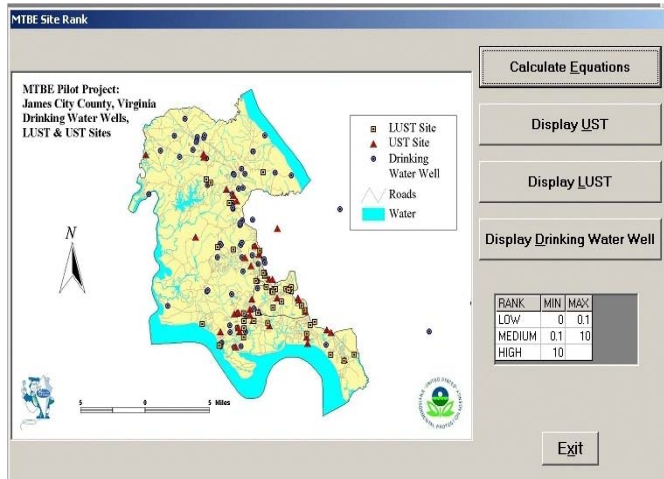 MTBE Site Rank
MTBE Pilot Project:
James City County, Virginia
Drinking Water Wells,
LUST & UST Sites
LUST Site
UST Site
Drinking
Water Well
Roads
Water
N
5 0 5 Miles
UNITED STATES
Calculate Equations
Display UST
Display LUST
Display Drinking Water Well
RANK MIN MAX
LOW 0 0.1
MEDIUM 0.1 10
HIGH 10
Exit